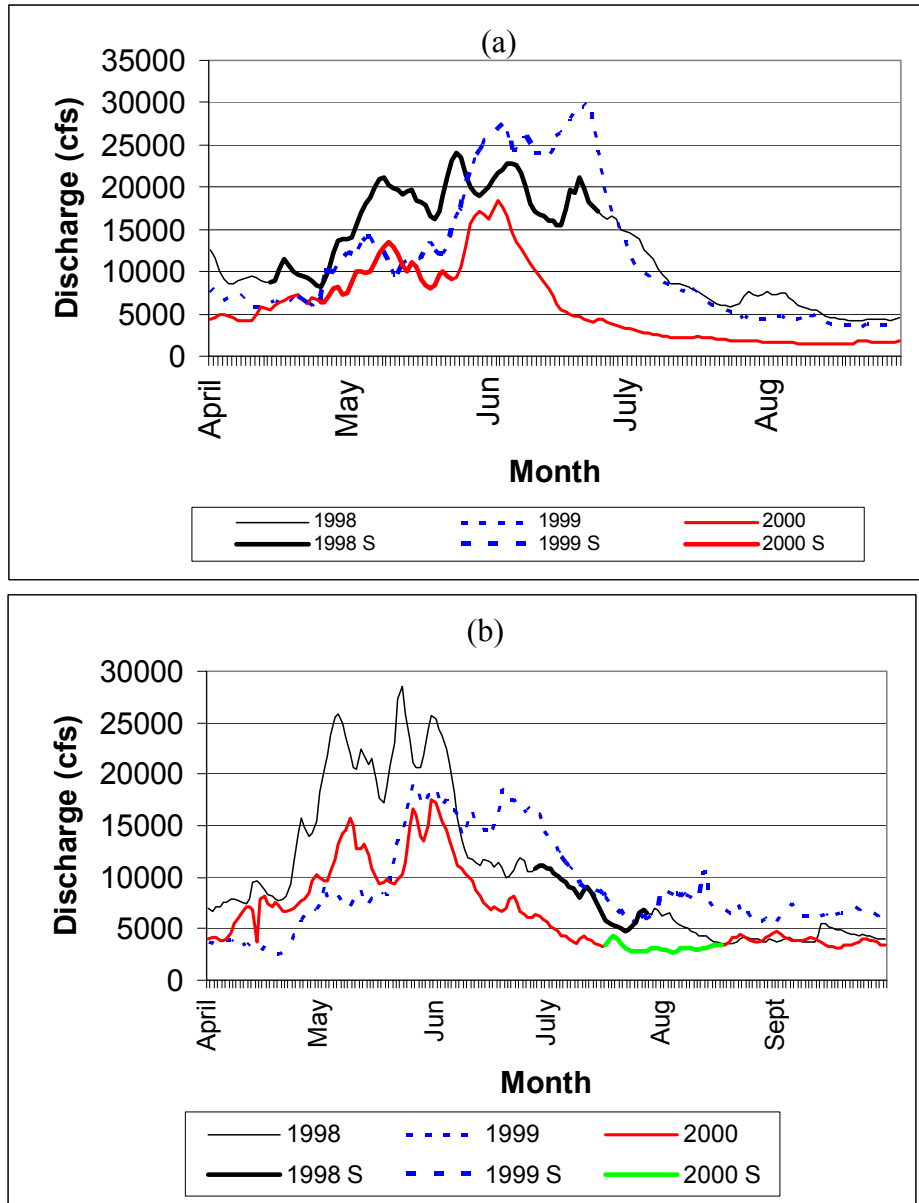 (a)
35000
30000
25000
20000
15000
10000
5000
0
Discharge (cfs)
April
May
Jun
July
Aug
Month
1998
1999
2000
1998 S
1999 S
2000 S
(b)
30000
25000
20000
15000
10000
5000
0
Discharge (cfs)
April
May
Jun
July
Aug
Sept
Month
1998
1999
2000
1998 S
1999 S
2000 S